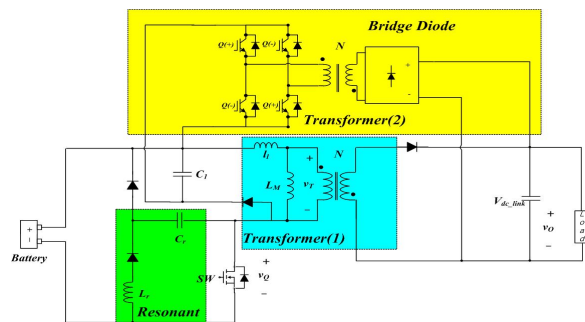 Bridge Diode
Q(+) Q(-) N + -
Q(-) Q(+)
Transformer(2)
l1 + N
C1 LM vT Vdc_link + Load
- vO
Cr Transformer(1) -
+ - SW + vQ -
Battery
Lr
Resonant